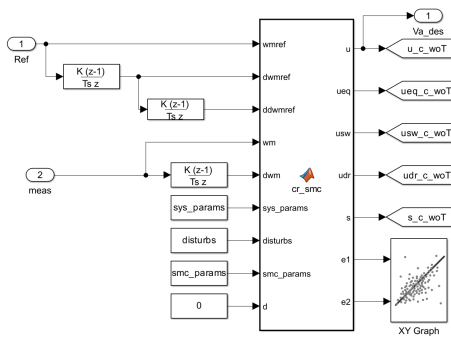 1
Ref
K (z-1)
Ts z
K (z-1)
Ts z
2
meas
K (z-1)
Ts z
sys_params
disturbs
smc_params
0
wmref
dwmref
ddwmref
wm
dwm
sys_params
disturbs
smc_params
d
cr_smc
u
ueq
usw
udr
s
e1
e2
1
Va_des
u_c_woT
ueq_c_woT
usw_c_woT
udr_c_woT
s_c_woT
XY Graph